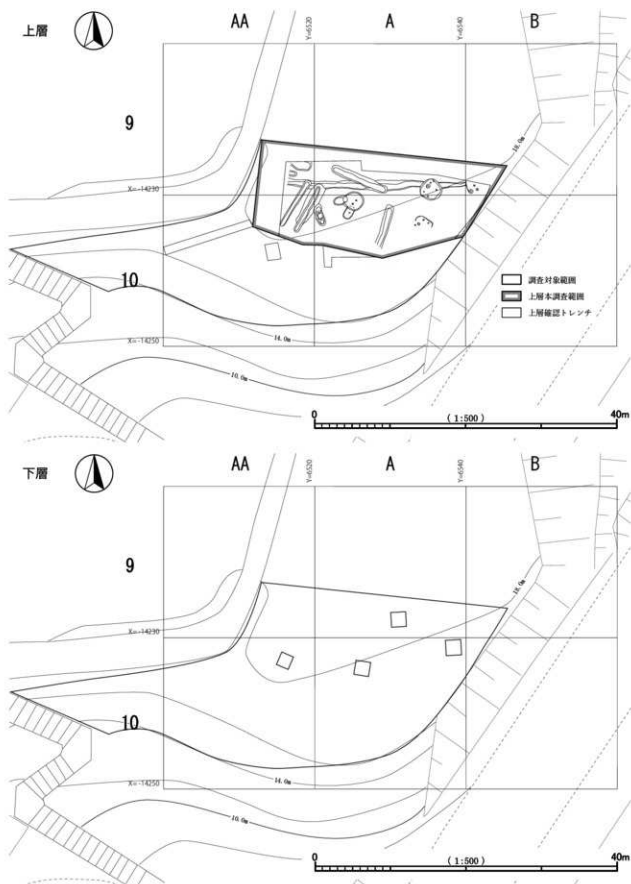 上層
AA
A
B
Y=6520
Y=6540
9
18.0m
X=-14230
10
調査対象範囲
上層本調査範囲
上層確認トレンチ
14.0m
X=-14250
10.0m
0
(1:500)
40m
下層
AA
A
B
Y=6520
Y=6540
9
18.0m
X=-14230
10
14.0m
X=-14250
10.0m
0
(1:500)
40m